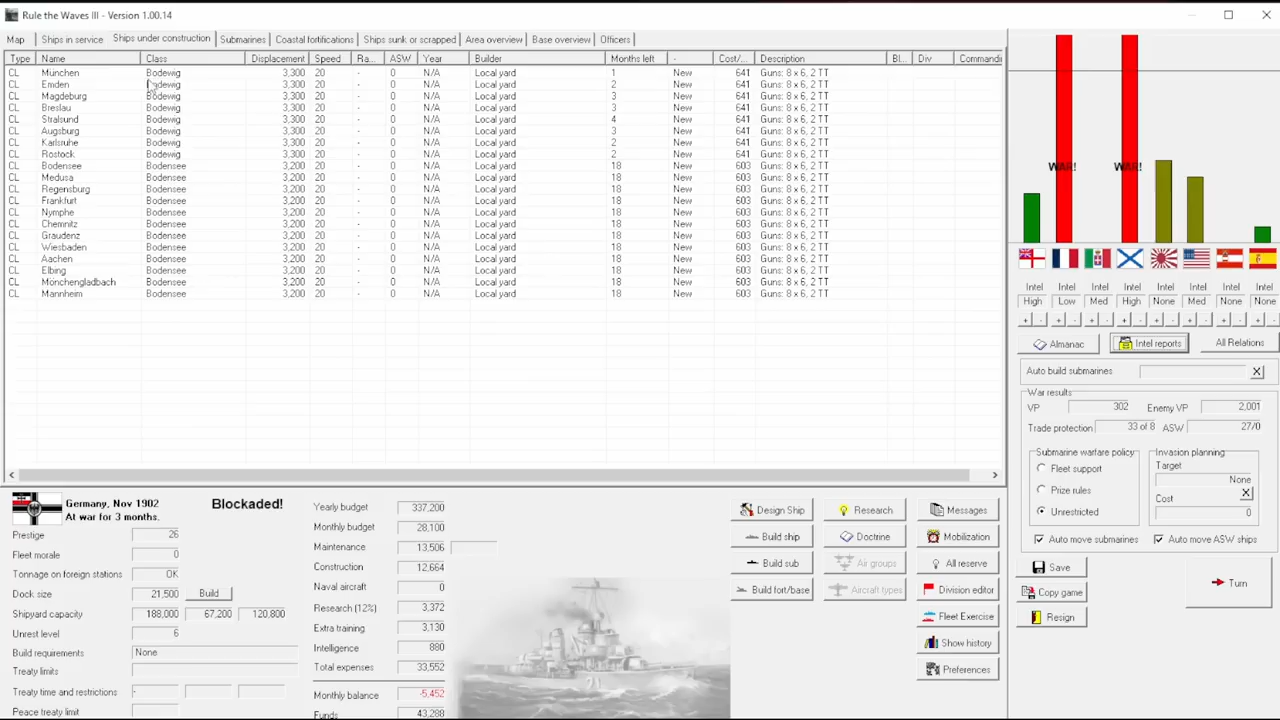 Rule the Waves III - Version 1.00.14
Map Ships in service Ships under construction Submarines Coastal fortifications Ships sunk or scrapped Area overview Base overview Officers
Type Name Class Displacement Speed Ra... ASW Year Builder Months left - Cost/... Description Bl... Div Commandi
CL München Bodewig 3,300 20 - 0 N/A Local yard 1 New 641 Guns: 8 x 6, 2 TT
CL Emden Bodewig 3,300 20 - 0 N/A Local yard 2 New 641 Guns: 8 x 6, 2 TT
CL Magdeburg Bodewig 3,300 20 - 0 N/A Local yard 3 New 641 Guns: 8 x 6, 2 TT
CL Breslau Bodewig 3,300 20 - 0 N/A Local yard 3 New 641 Guns: 8 x 6, 2 TT
CL Stralsund Bodewig 3,300 20 - 0 N/A Local yard 4 New 641 Guns: 8 x 6, 2 TT
CL Augsburg Bodewig 3,300 20 - 0 N/A Local yard 3 New 641 Guns: 8 x 6, 2 TT
CL Karlsruhe Bodewig 3,300 20 - 0 N/A Local yard 2 New 641 Guns: 8 x 6, 2 TT
CL Rostock Bodewig 3,300 20 - 0 N/A Local yard 2 New 641 Guns: 8 x 6, 2 TT
CL Bodensee Bodensee 3,200 20 - 0 N/A Local yard 18 New 603 Guns: 8 x 6, 2 TT
CL Medusa Bodensee 3,200 20 - 0 N/A Local yard 18 New 603 Guns: 8 x 6, 2 TT
CL Regensburg Bodensee 3,200 20 - 0 N/A Local yard 18 New 603 Guns: 8 x 6, 2 TT
CL Frankfurt Bodensee 3,200 20 - 0 N/A Local yard 18 New 603 Guns: 8 x 6, 2 TT
CL Nymphe Bodensee 3,200 20 - 0 N/A Local yard 18 New 603 Guns: 8 x 6, 2 TT
CL Chemnitz Bodensee 3,200 20 - 0 N/A Local yard 18 New 603 Guns: 8 x 6, 2 TT
CL Graudenz Bodensee 3,200 20 - 0 N/A Local yard 18 New 603 Guns: 8 x 6, 2 TT
CL Wiesbaden Bodensee 3,200 20 - 0 N/A Local yard 18 New 603 Guns: 8 x 6, 2 TT
CL Aachen Bodensee 3,200 20 - 0 N/A Local yard 18 New 603 Guns: 8 x 6, 2 TT
CL Elbing Bodensee 3,200 20 - 0 N/A Local yard 18 New 603 Guns: 8 x 6, 2 TT
CL Mönchengladbach Bodensee 3,200 20 - 0 N/A Local yard 18 New 603 Guns: 8 x 6, 2 TT
CL Mannheim Bodensee 3,200 20 - 0 N/A Local yard 18 New 603 Guns: 8 x 6, 2 TT
WAR! WAR!
Intel Intel Intel Intel Intel Intel Intel Intel
High Low Med High None Med None None
+ - + - + - + - + - + - + - + -
Almanac Intel reports All Relations
Auto build submarines
War results
VP 302 Enemy VP 2,001
Trade protection 33 of 8 ASW 27/0
Submarine warfare policy
Fleet support
Prize rules
Unrestricted
Invasion planning
Target
None
Cost
0
Auto move submarines Auto move ASW ships
Save
Copy game
Resign
Turn
Germany, Nov 1902
At war for 3 months.
Blockaded!
Prestige 26
Fleet morale 0
Tonnage on foreign stations OK
Dock size 21,500 Build
Shipyard capacity 188,000 67,200 120,800
Unrest level 6
Build requirements None
Treaty limits
Treaty time and restrictions -
Peace treaty limit
Yearly budget 337,200
Monthly budget 28,100
Maintenance 13,506
Construction 12,664
Naval aircraft 0
Research (12%) 3,372
Extra training 3,130
Intelligence 880
Total expenses 33,552
Monthly balance -5,452
Funds 43,288
Design Ship Research Messages
Build ship Doctrine Mobilization
Build sub Air groups All reserve
Build fort/base Aircraft types Division editor
Fleet Exercise
Show history
Preferences